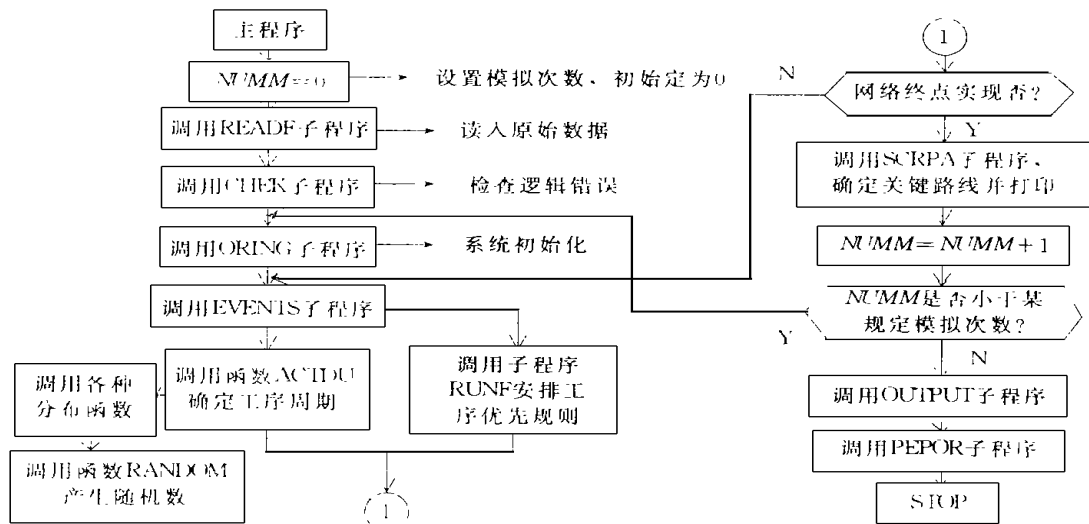 主程序
NUMM==0
设置模拟次数、初始定为0
调用READF子程序
读入原始数据
调用CHEK子程序
检查逻辑错误
调用ORING子程序
系统初始化
调用EVENTS子程序
调用各种
分布函数
调用函数ACTDU
确定工序周期
调用子程序
RUNF安排工
序优先规则
调用函数RANDOM
产生随机数
1
1
网络终点实现否?
N
Y
调用SCRPA子程序、
确定关键路线并打印
NUMM=NUMM+1
NUMM是否小于某
规定模拟次数?
Y
N
调用OUTPUT子程序
调用PEPOR子程序
STOP